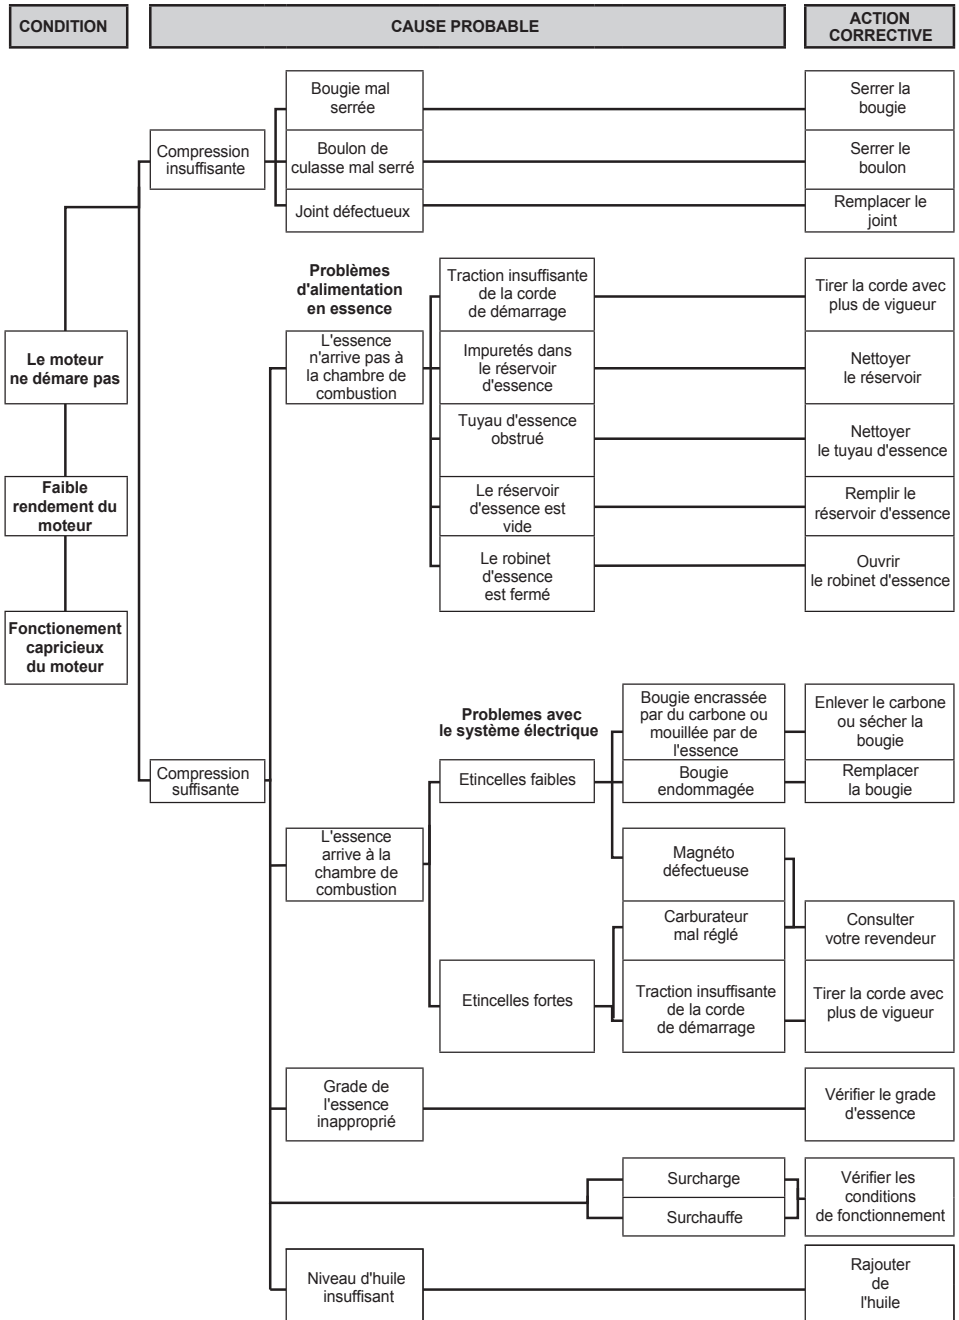 CONDITION
CAUSE PROBABLE
ACTION
CORRECTIVE
Bougie mal
serrée
Serrer la
bougie
Compression
insuffisante
Boulon de
culasse mal serré
Serrer le
boulon
Joint défectueux
Remplacer le
joint
Problèmes
d'alimentation
en essence
Traction insuffisante
de la corde
de démarrage
Tirer la corde avec
plus de vigueur
Le moteur
ne démare pas
L'essence
n'arrive pas à
la chambre de
combustion
Impuretés dans
le réservoir
d'essence
Nettoyer
le réservoir
Tuyau d'essence
obstrué
Nettoyer
le tuyau d'essence
Faible
rendement du
moteur
Le réservoir
d'essence est
vide
Remplir le
réservoir d'essence
Le robinet
d'essence
est fermé
Ouvrir
le robinet d'essence
Fonctionement
capricieux
du moteur
Problemes avec
le système électrique
Bougie encrassée
par du carbone ou
mouillée par de
l'essence
Enlever le carbone
ou sécher la
bougie
Compression
suffisante
Etincelles faibles
Bougie
endommagée
Remplacer
la bougie
L'essence
arrive à la
chambre de
combustion
Magnéto
défectueuse
Carburateur
mal réglé
Consulter
votre revendeur
Etincelles fortes
Traction insuffisante
de la corde
de démarrage
Tirer la corde avec
plus de vigueur
Grade de
l'essence
inapproprié
Vérifier le grade
d'essence
Surcharge
Surchauffe
Vérifier les
conditions
de fonctionnement
Niveau d'huile
insuffisant
Rajouter
de
l'huile